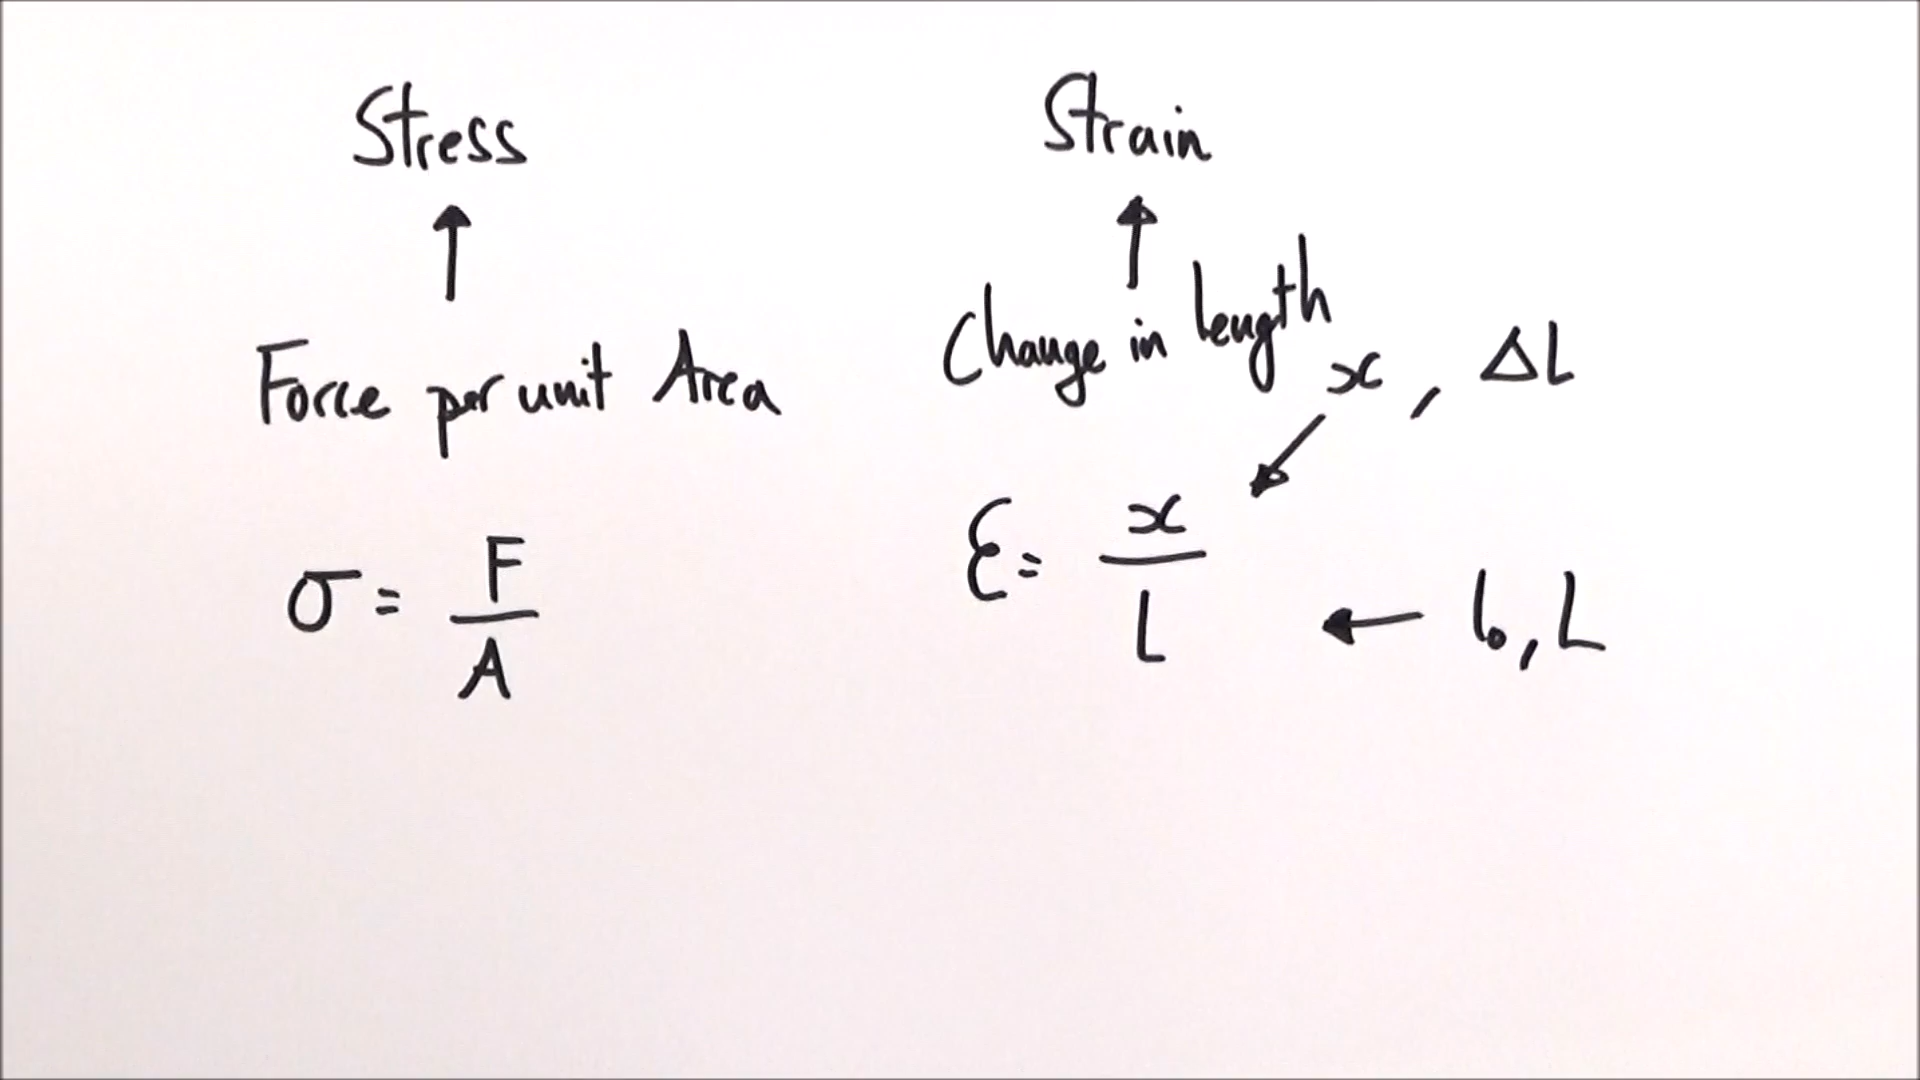 Stress
Strain
Force per unit Area
Change in length x, ΔL
σ = F/A
ε = x/L
l₀, L